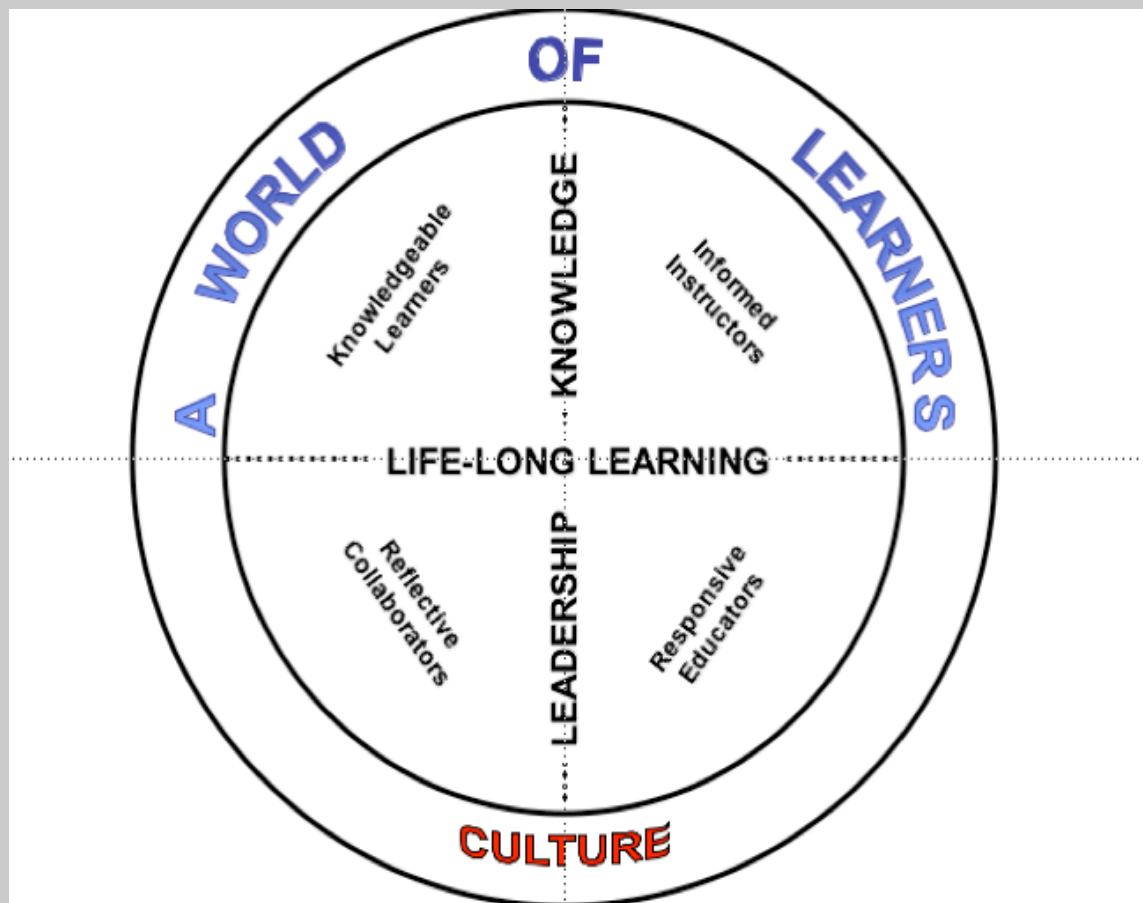 A WORLD OF LEARNERS
Knowledgeable
Learners
KNOWLEDGE
Informed
Instructors
LIFE-LONG LEARNING
Reflective
Collaborators
LEADERSHIP
Responsive
Educators
CULTURE